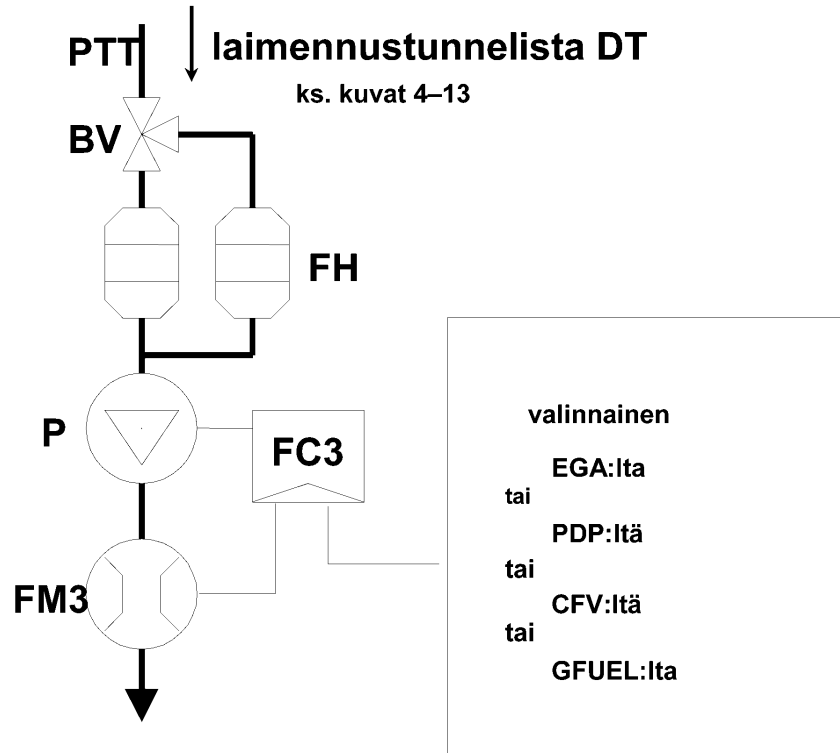 PTT
laimennustunnelista DT
ks. kuvat 4–13
BV
FH
P
FC3
FM3
valinnainen
EGA:lta
tai
PDP:ltä
tai
CFV:ltä
tai
GFUEL:lta